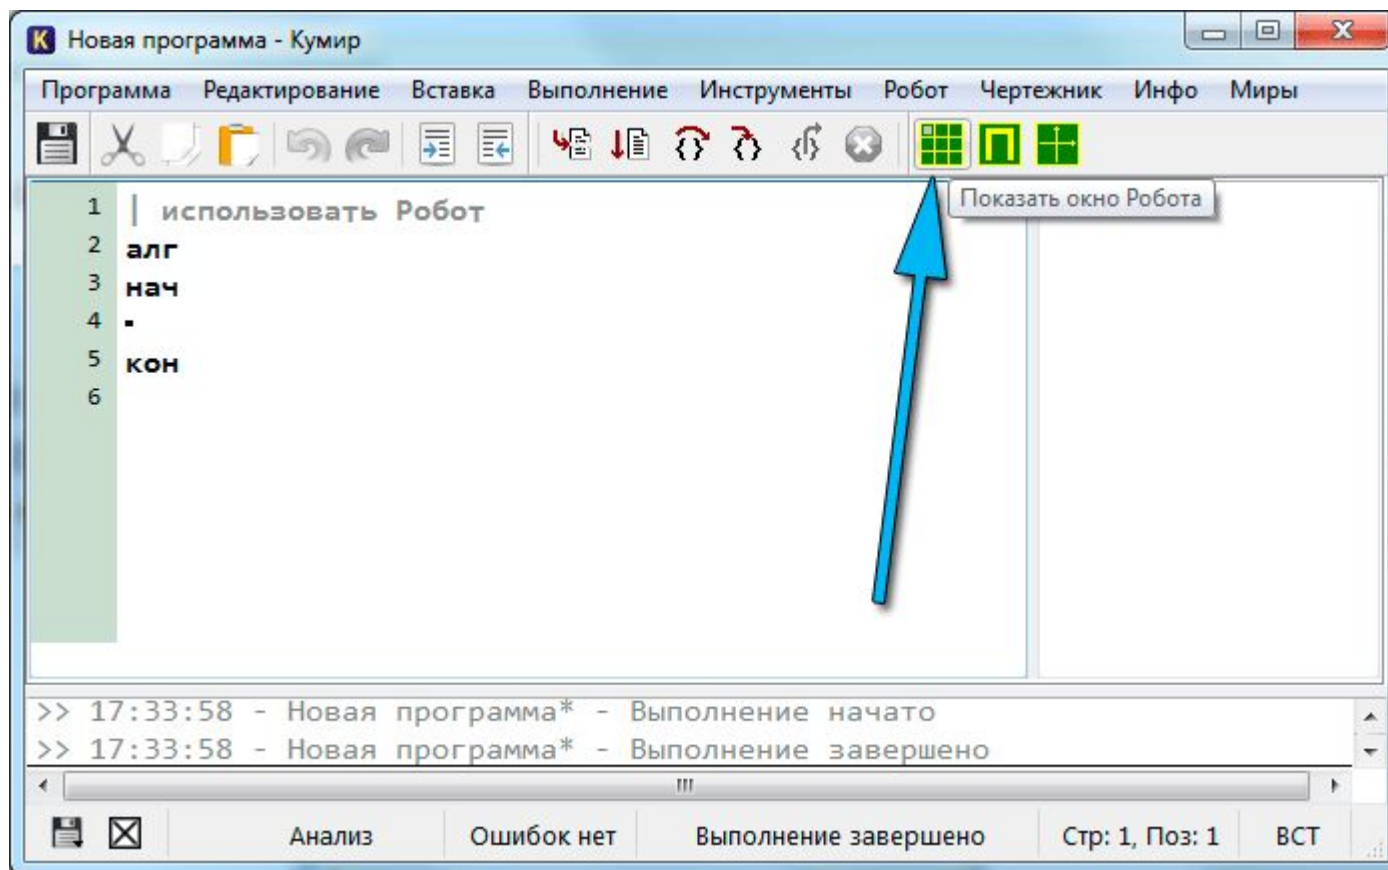 Новая программа - Кумир
Программа Редактирование Вставка Выполнение Инструменты Робот Чертежник Инфо Миры
Показать окно Робота
1 | использовать Робот
2 алг
3 нач
4 .
5 кон
6
>> 17:33:58 - Новая программа* - Выполнение начато
>> 17:33:58 - Новая программа* - Выполнение завершено
Анализ Ошибок нет Выполнение завершено Стр: 1, Поз: 1 ВСТ